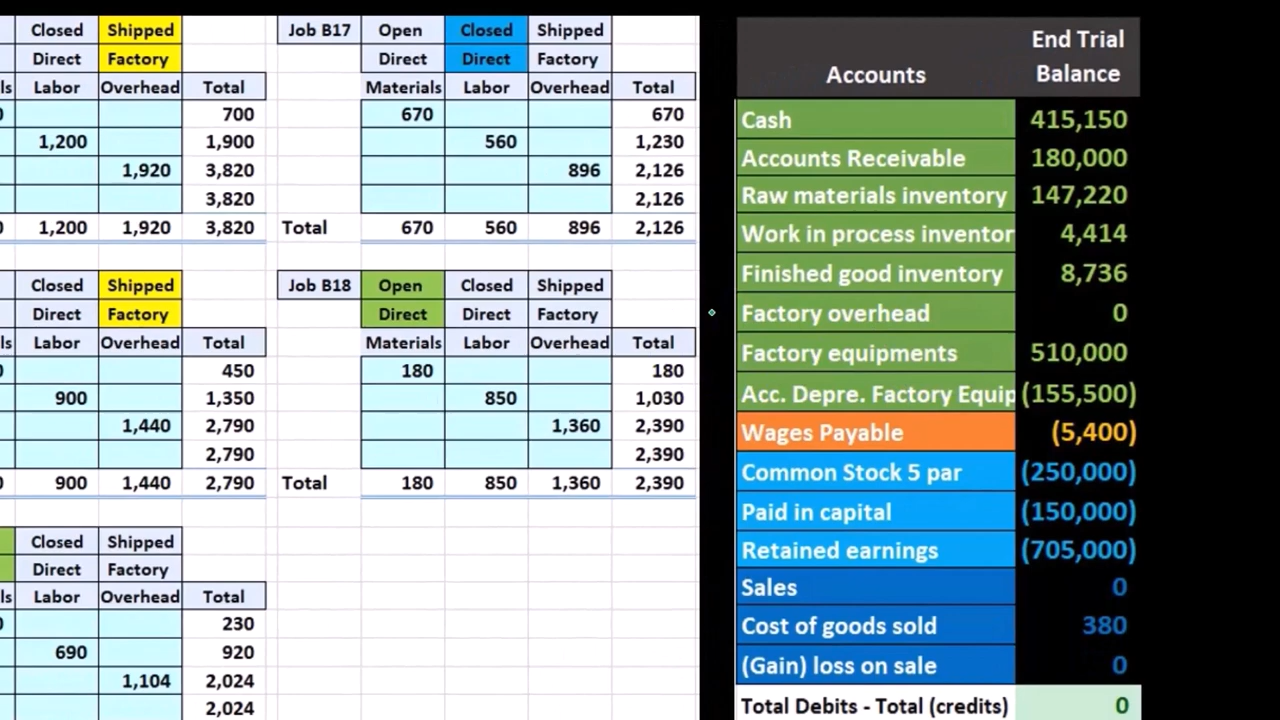 Closed Shipped Job B17 Open Closed Shipped
Direct Factory Direct Direct Factory
ls Labor Overhead Total Materials Labor Overhead Total
0 700 670 670
1,200 1,900 560 1,230
1,920 3,820 896 2,126
3,820 2,126
1,200 1,920 3,820 Total 670 560 896 2,126
Closed Shipped Job B18 Open Closed Shipped
Direct Factory Direct Direct Factory
ls Labor Overhead Total Materials Labor Overhead Total
0 450 180 180
900 1,350 850 1,030
1,440 2,790 1,360 2,390
2,790 2,390
900 1,440 2,790 Total 180 850 1,360 2,390
Closed Shipped
Direct Factory
ls Labor Overhead Total
0 230
690 920
1,104 2,024
2,024
End Trial
Accounts Balance
Cash 415,150
Accounts Receivable 180,000
Raw materials inventory 147,220
Work in process inventor 4,414
Finished good inventory 8,736
Factory overhead 0
Factory equipments 510,000
Acc. Depre. Factory Equip (155,500)
Wages Payable (5,400)
Common Stock 5 par (250,000)
Paid in capital (150,000)
Retained earnings (705,000)
Sales 0
Cost of goods sold 380
(Gain) loss on sale 0
Total Debits - Total (credits) 0